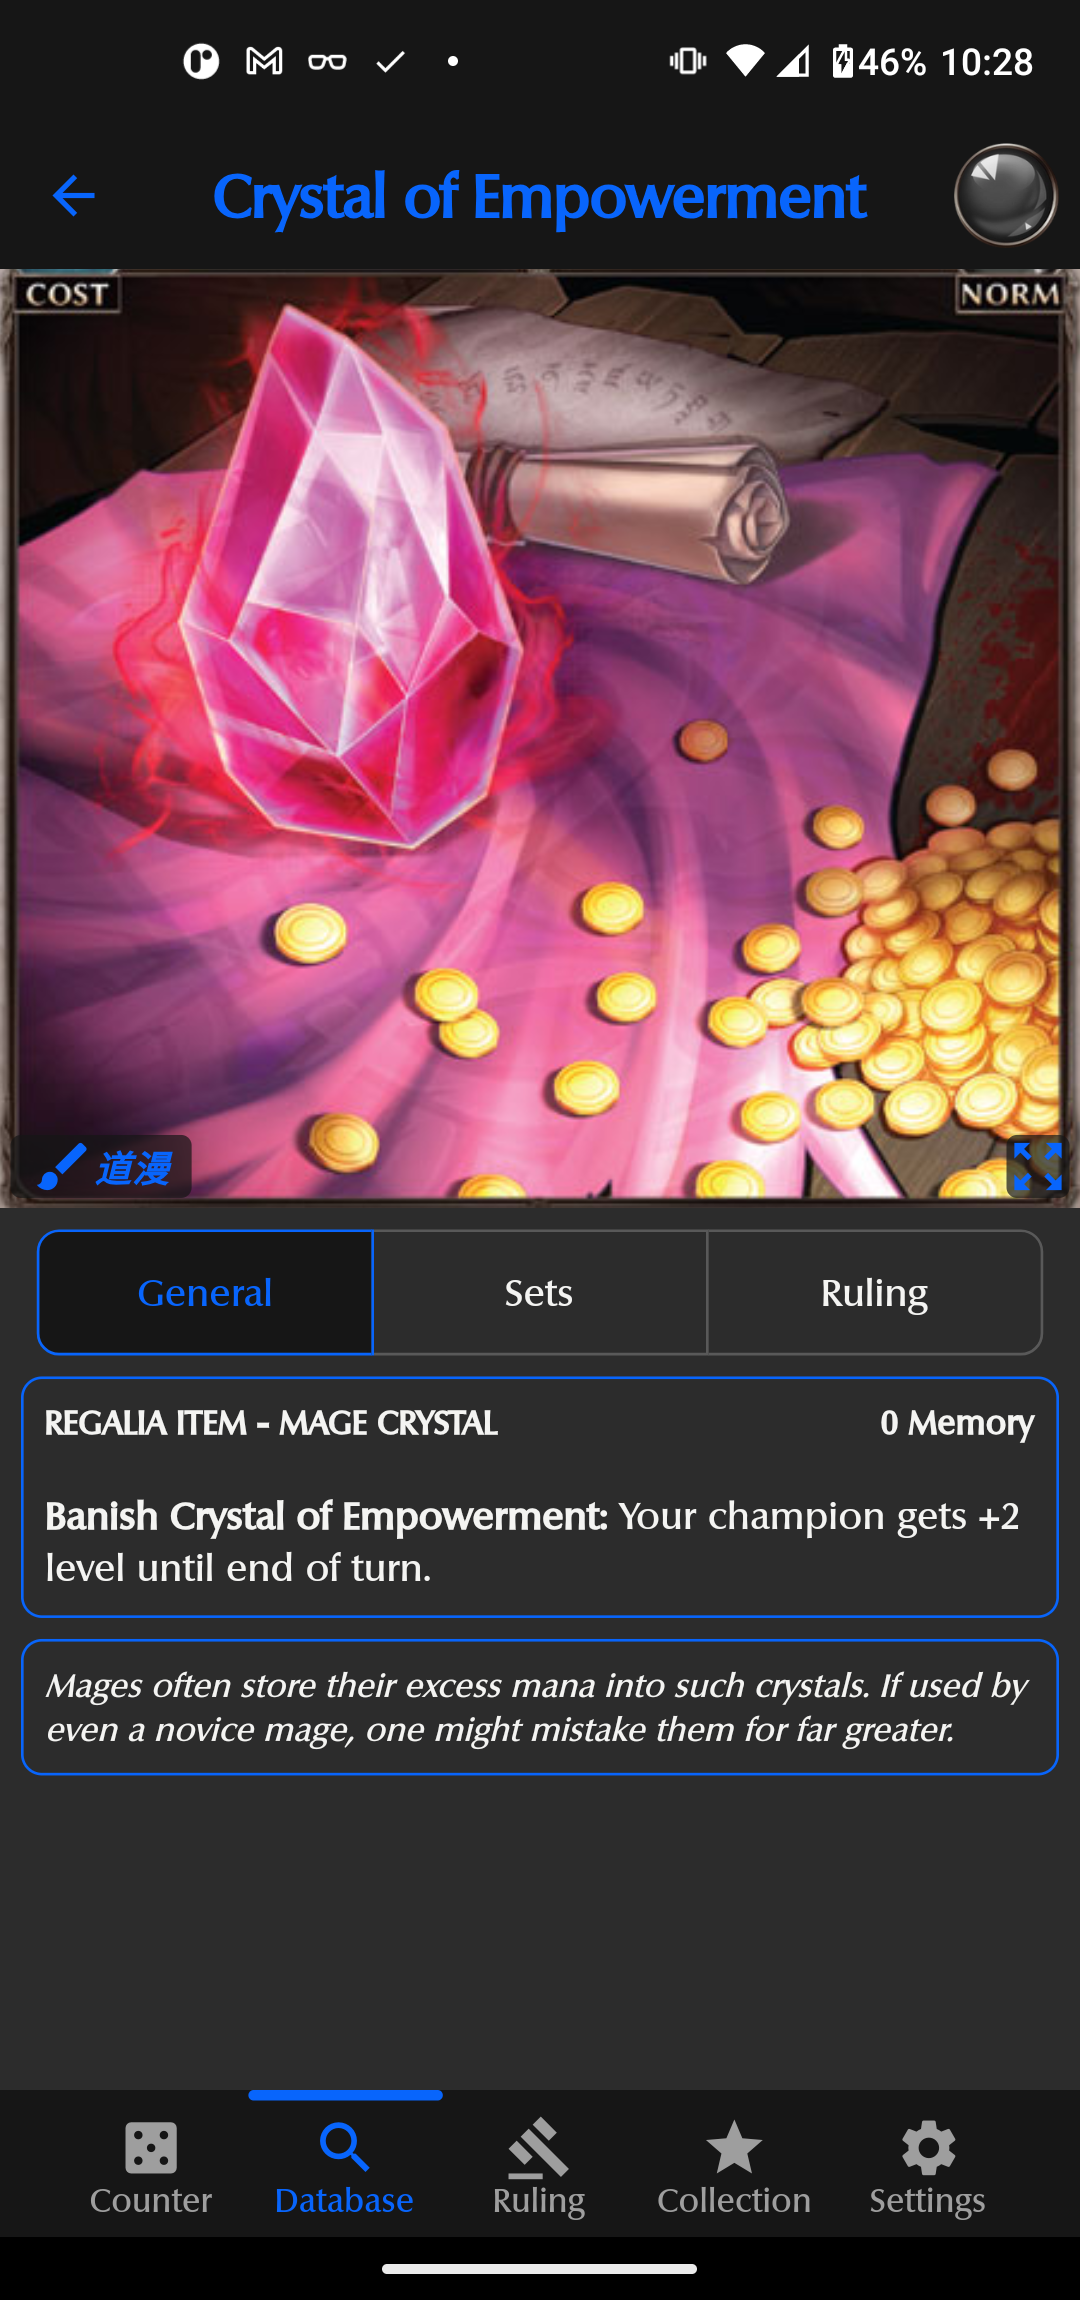 46% 10:28
Crystal of Empowerment
COST
NORM
道漫
General
Sets
Ruling
REGALIA ITEM - MAGE CRYSTAL
0 Memory
Banish Crystal of Empowerment: Your champion gets +2
level until end of turn.
Mages often store their excess mana into such crystals. If used by
even a novice mage, one might mistake them for far greater.
Counter
Database
Ruling
Collection
Settings